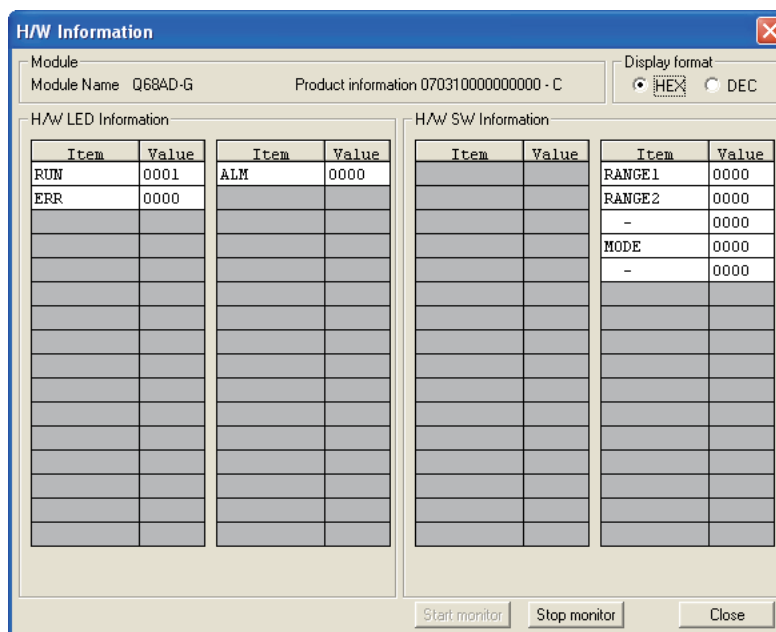 H/W Information
Module
Module Name Q68AD-G Product information 070310000000000 - C
Display format
HEX DEC
H/W LED Information
Item Value Item Value
RUN 0001 ALM 0000
ERR 0000
H/W SW Information
Item Value Item Value
RANGE1 0000
RANGE2 0000
- 0000
MODE 0000
- 0000
Start monitor Stop monitor Close